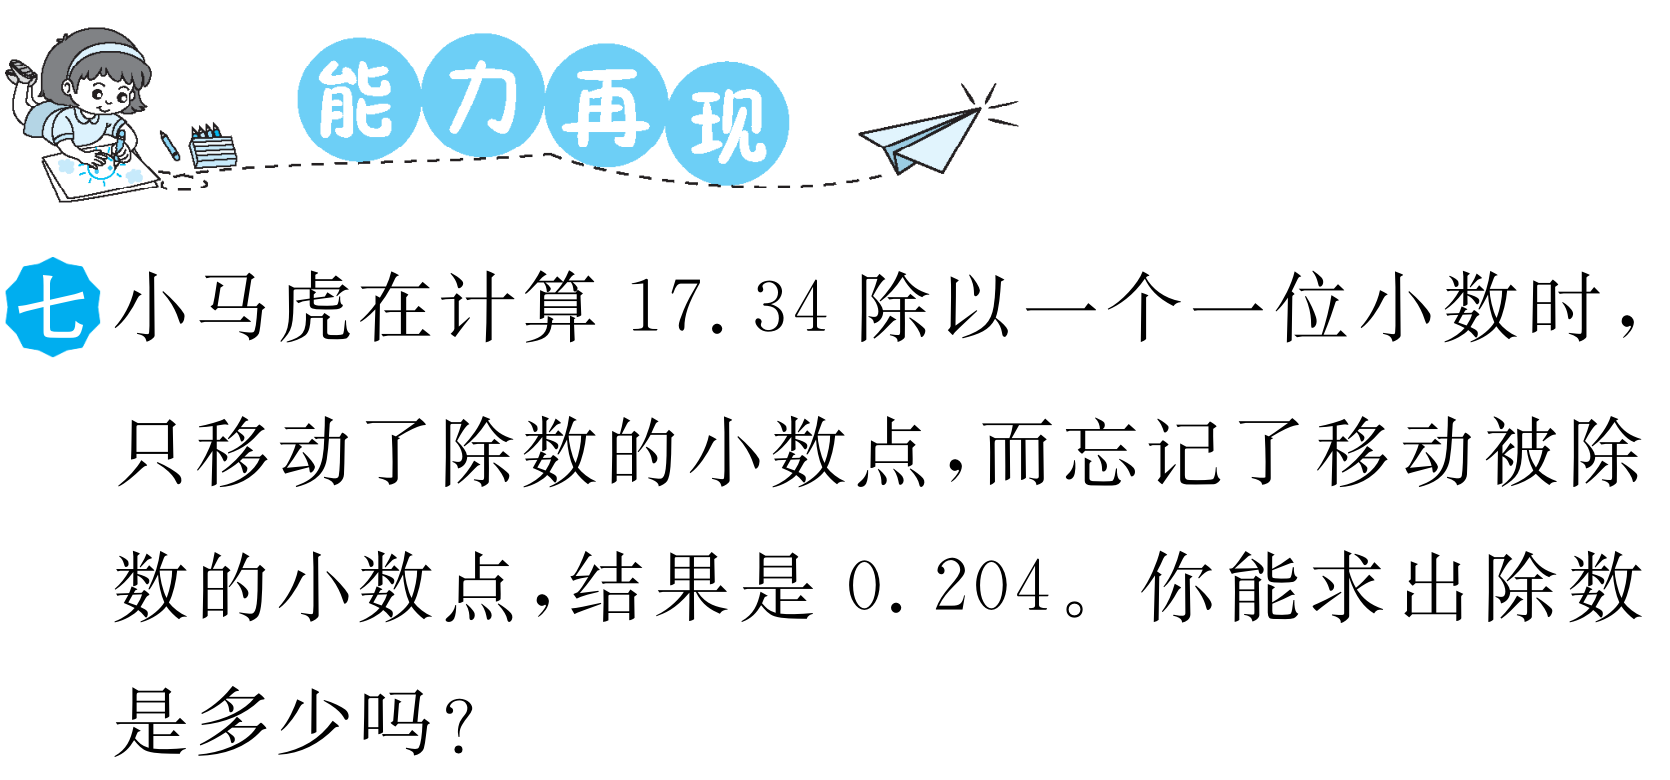 能力再现
七 小马虎在计算 17.34 除以一个一位小数时，
只移动了除数的小数点，而忘记了移动被除
数的小数点，结果是 0.204。你能求出除数
是多少吗？